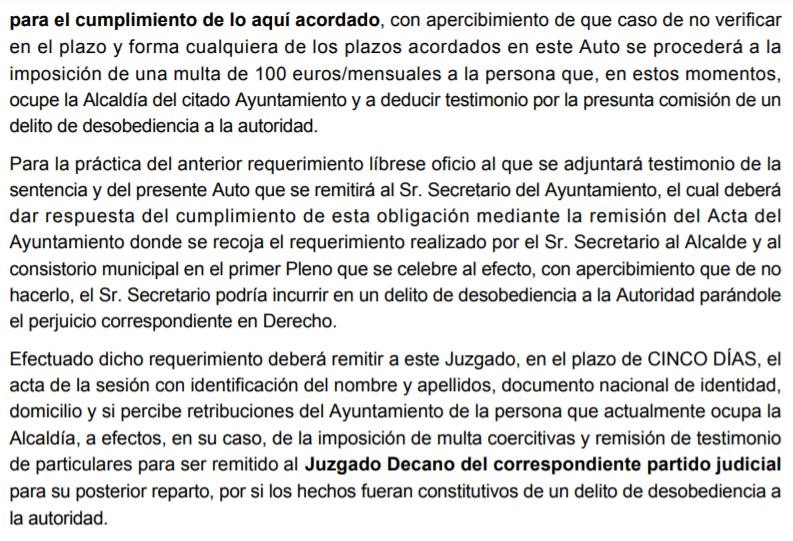 para el cumplimiento de lo aquí acordado, con apercibimiento de que caso de no verificar
en el plazo y forma cualquiera de los plazos acordados en este Auto se procederá a la
imposición de una multa de 100 euros/mensuales a la persona que, en estos momentos,
ocupe la Alcaldía del citado Ayuntamiento y a deducir testimonio por la presunta comisión de un
delito de desobediencia a la autoridad.
Para la práctica del anterior requerimiento líbrese oficio al que se adjuntará testimonio de la
sentencia y del presente Auto que se remitirá al Sr. Secretario del Ayuntamiento, el cual deberá
dar respuesta del cumplimiento de esta obligación mediante la remisión del Acta del
Ayuntamiento donde se recoja el requerimiento realizado por el Sr. Secretario al Alcalde y al
consistorio municipal en el primer Pleno que se celebre al efecto, con apercibimiento que de no
hacerlo, el Sr. Secretario podría incurrir en un delito de desobediencia a la Autoridad parándole
el perjuicio correspondiente en Derecho.
Efectuado dicho requerimiento deberá remitir a este Juzgado, en el plazo de CINCO DÍAS, el
acta de la sesión con identificación del nombre y apellidos, documento nacional de identidad,
domicilio y si percibe retribuciones del Ayuntamiento de la persona que actualmente ocupa la
Alcaldía, a efectos, en su caso, de la imposición de multa coercitivas y remisión de testimonio
de particulares para ser remitido al Juzgado Decano del correspondiente partido judicial
para su posterior reparto, por si los hechos fueran constitutivos de un delito de desobediencia a
la autoridad.